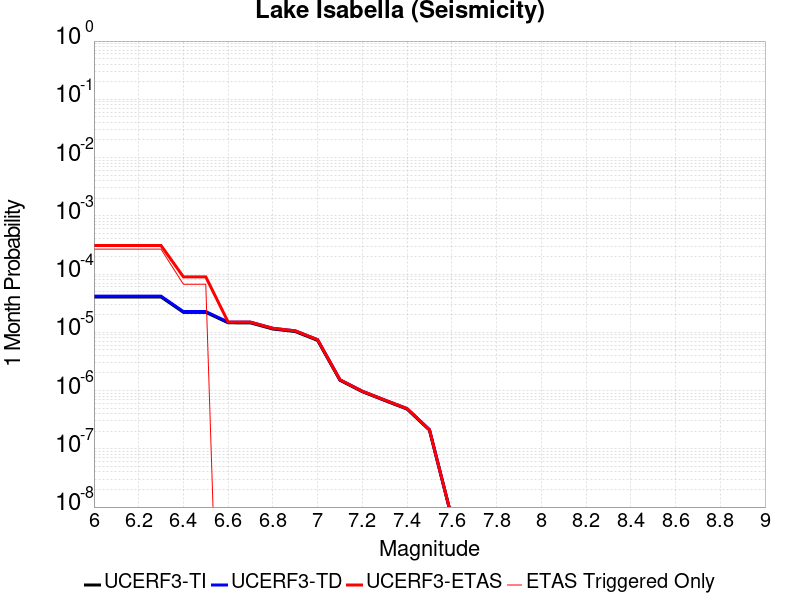 Lake Isabella (Seismicity)
1 Month Probability
10^0
10^-1
10^-2
10^-3
10^-4
10^-5
10^-6
10^-7
10^-8
6 6.2 6.4 6.6 6.8 7 7.2 7.4 7.6 7.8 8 8.2 8.4 8.6 8.8 9
Magnitude
UCERF3-TI UCERF3-TD UCERF3-ETAS ETAS Triggered Only